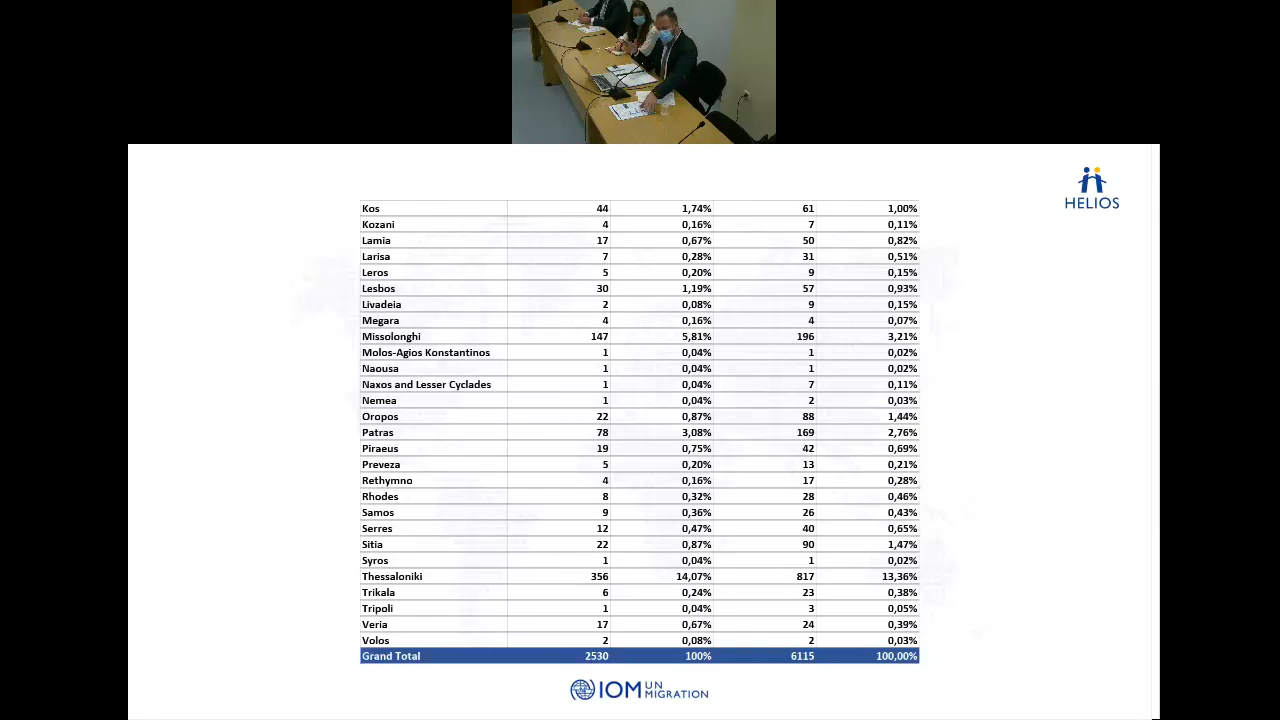 HELIOS
Kos 44 1,74% 61 1,00%
Kozani 4 0,16% 7 0,11%
Lamia 17 0,67% 50 0,82%
Larisa 7 0,28% 31 0,51%
Leros 5 0,20% 9 0,15%
Lesbos 30 1,19% 57 0,93%
Livadeia 2 0,08% 9 0,15%
Megara 4 0,16% 4 0,07%
Missolonghi 147 5,81% 196 3,21%
Molos-Agios Konstantinos 1 0,04% 1 0,02%
Naousa 1 0,04% 1 0,02%
Naxos and Lesser Cyclades 1 0,04% 7 0,11%
Nemea 1 0,04% 2 0,03%
Oropos 22 0,87% 88 1,44%
Patras 78 3,08% 169 2,76%
Piraeus 19 0,75% 42 0,69%
Preveza 5 0,20% 13 0,21%
Rethymno 4 0,16% 17 0,28%
Rhodes 8 0,32% 28 0,46%
Samos 9 0,36% 26 0,43%
Serres 12 0,47% 40 0,65%
Sitia 22 0,87% 90 1,47%
Syros 1 0,04% 1 0,02%
Thessaloniki 356 14,07% 817 13,36%
Trikala 6 0,24% 23 0,38%
Tripoli 1 0,04% 3 0,05%
Veria 17 0,67% 24 0,39%
Volos 2 0,08% 2 0,03%
Grand Total 2530 100% 6115 100,00%
IOM UN MIGRATION